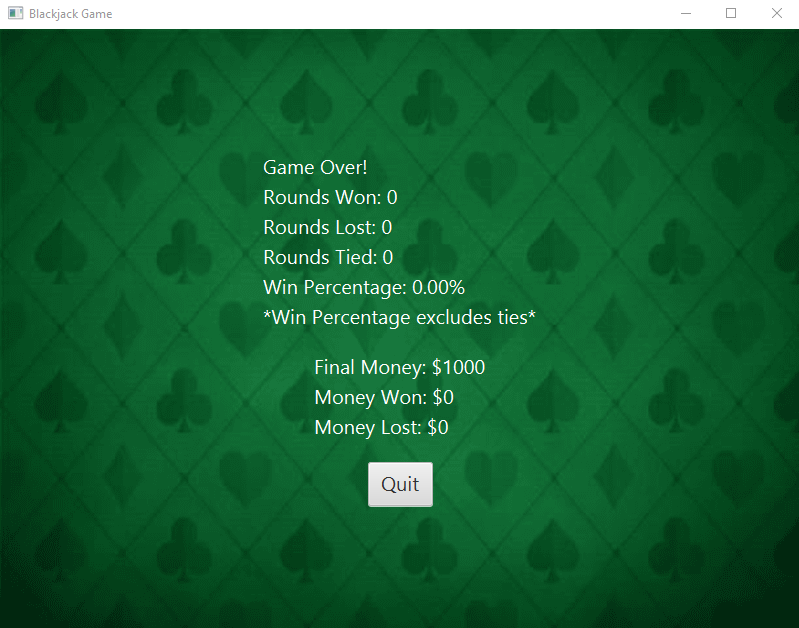 Blackjack Game
Game Over!
Rounds Won: 0
Rounds Lost: 0
Rounds Tied: 0
Win Percentage: 0.00%
*Win Percentage excludes ties*
Final Money: $1000
Money Won: $0
Money Lost: $0
Quit